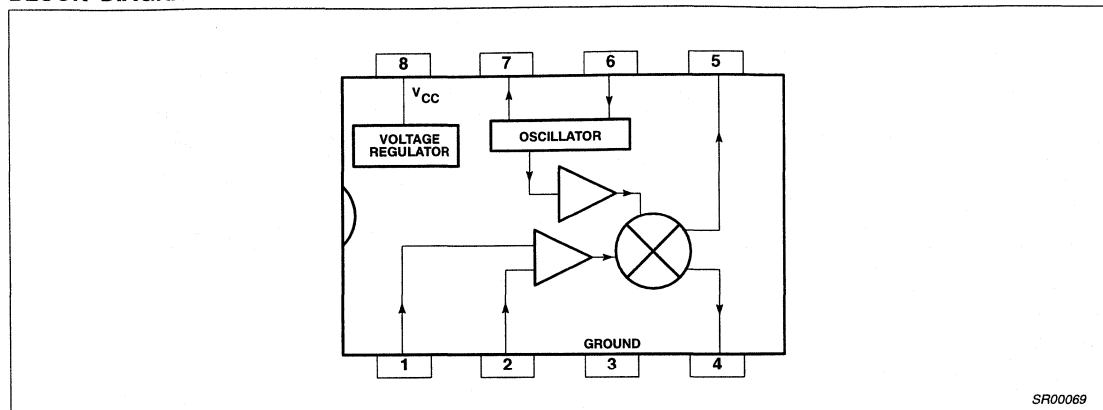 8 7 6 5
VCC
VOLTAGE
REGULATOR
OSCILLATOR
GROUND
1 2 3 4
SR00069